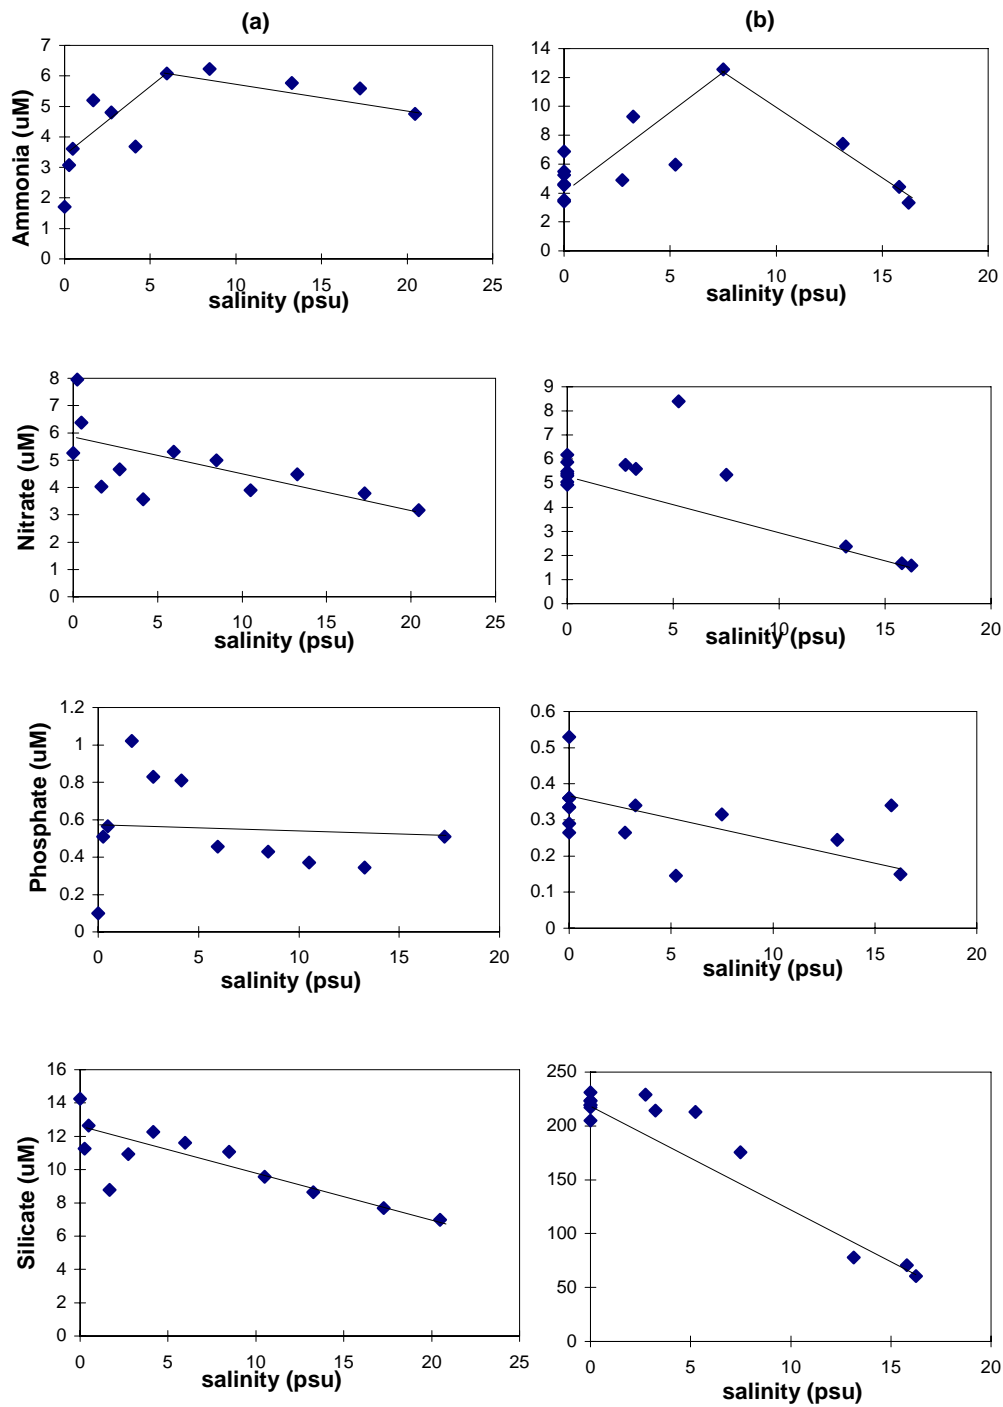 (a)
(b)
Ammonia (uM)
7
6
5
4
3
2
1
0
0 5 10 15 20 25
salinity (psu)
14
12
10
8
6
4
2
0
0 5 10 15 20
salinity (psu)
Nitrate (uM)
8
7
6
5
4
3
2
1
0
0 5 10 15 20 25
salinity (psu)
9
8
7
6
5
4
3
2
1
0
0 5 10 15 20
salinity (psu)
Phosphate (uM)
1.2
1
0.8
0.6
0.4
0.2
0
0 5 10 15 20
salinity (psu)
0.6
0.5
0.4
0.3
0.2
0.1
0
0 5 10 15 20
salinity (psu)
Silicate (uM)
16
14
12
10
8
6
4
2
0
0 5 10 15 20 25
salinity (psu)
250
200
150
100
50
0
0 5 10 15 20
salinity (psu)